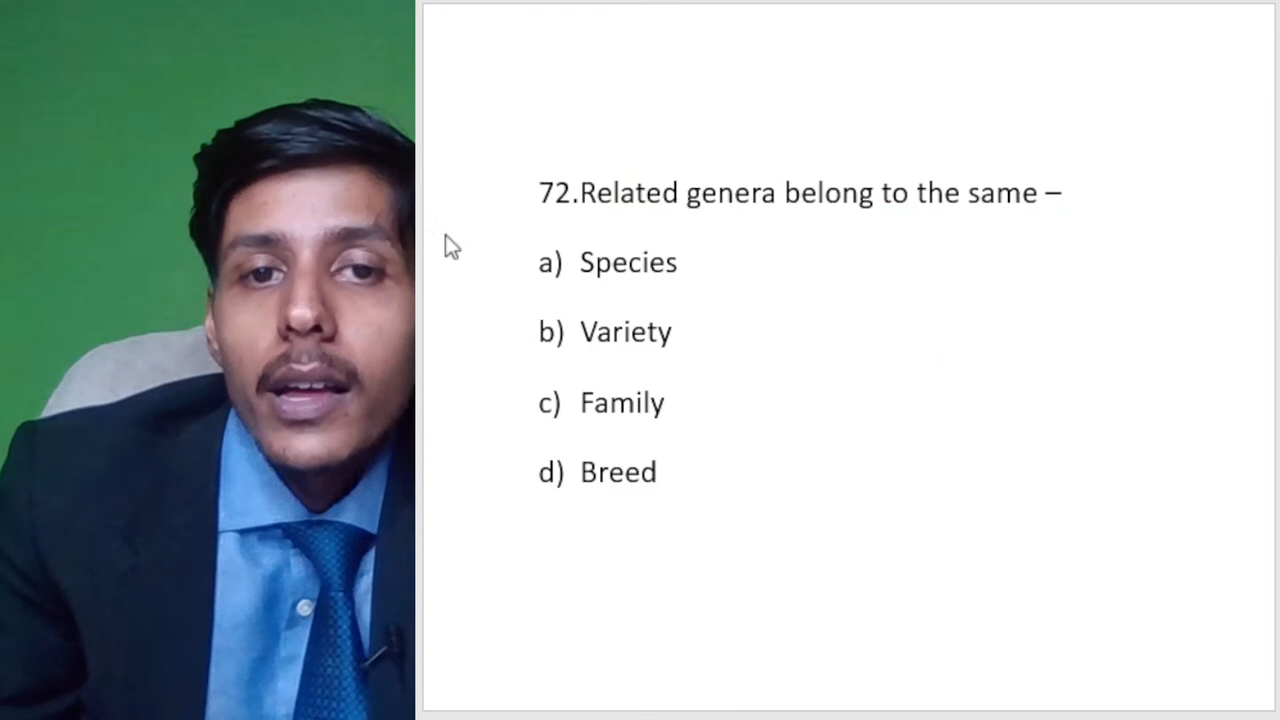 72.Related genera belong to the same –
a) Species
b) Variety
c) Family
d) Breed